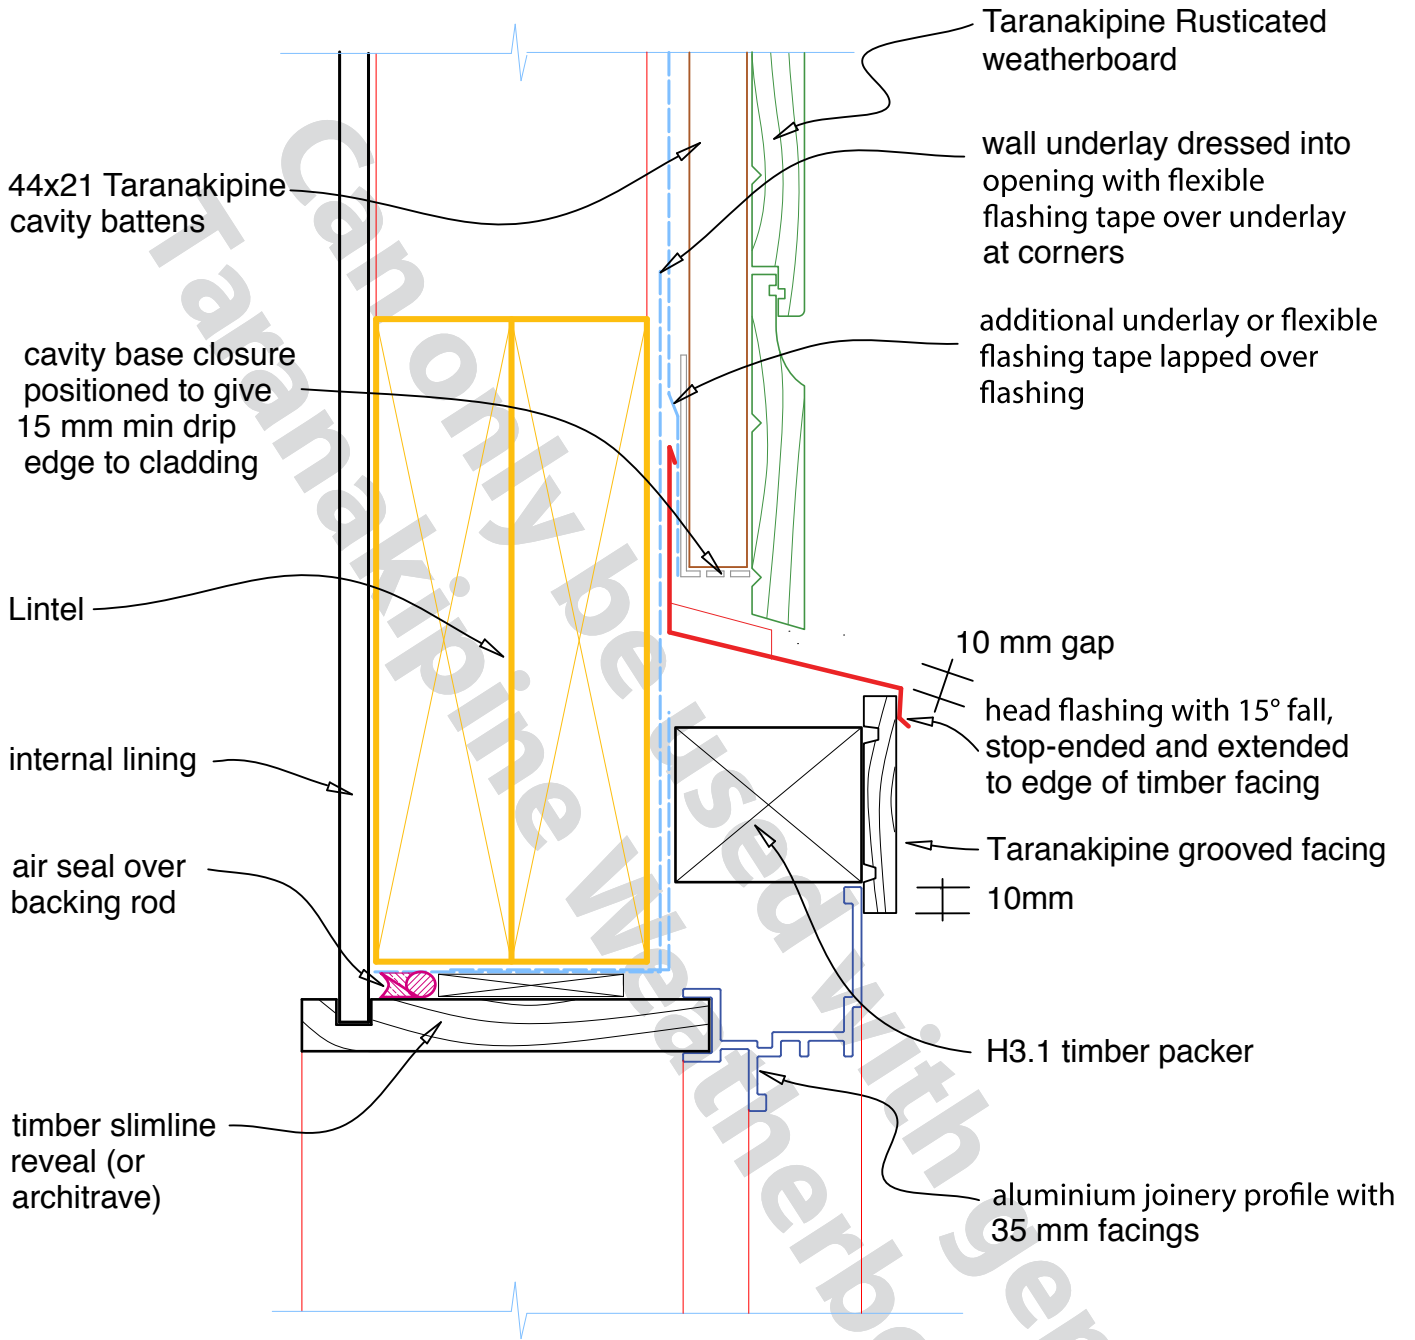 Taranakipine Rusticated
weatherboard
wall underlay dressed into
opening with flexible
flashing tape over underlay
at corners
44x21 Taranakipine
cavity battens
additional underlay or flexible
flashing tape lapped over
flashing
cavity base closure
positioned to give
15 mm min drip
edge to cladding
Lintel
10 mm gap
head flashing with 15° fall,
stop-ended and extended
to edge of timber facing
internal lining
Taranakipine grooved facing
10mm
air seal over
backing rod
H3.1 timber packer
timber slimline
reveal (or
architrave)
aluminium joinery profile with
35 mm facings
Can only be used with gen
Taranakipine Weatherbo